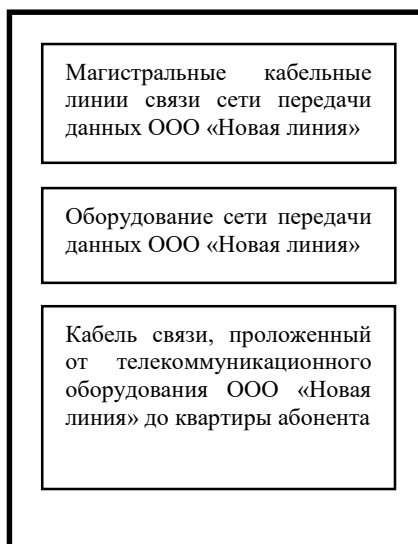 Магистральные кабельные
линии связи сети передачи
данных ООО «Новая линия»
Оборудование сети передачи
данных ООО «Новая линия»
Кабель связи, проложенный
от телекоммуникационного
оборудования ООО «Новая
линия» до квартиры абонента